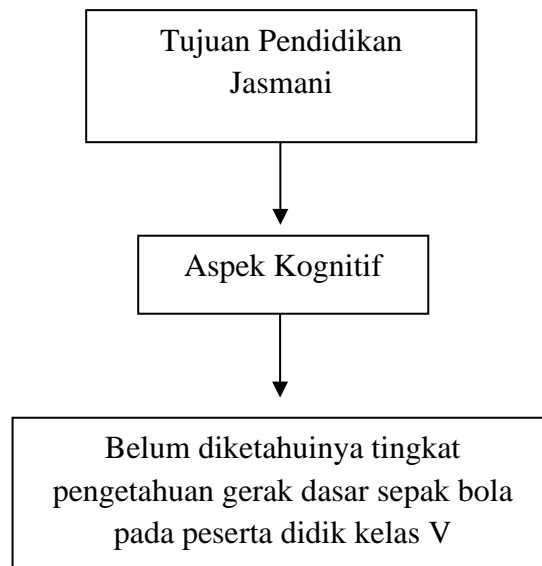 Tujuan Pendidikan
Jasmani
Aspek Kognitif
Belum diketahuinya tingkat
pengetahuan gerak dasar sepak bola
pada peserta didik kelas V